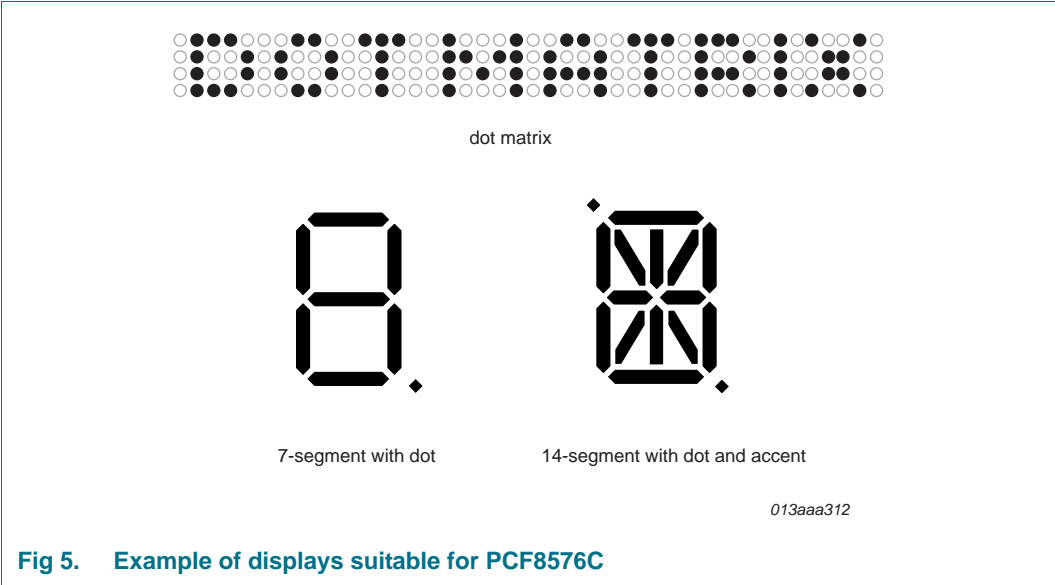 DOTMATRIX
dot matrix
7-segment with dot
14-segment with dot and accent
013aaa312
Fig 5. Example of displays suitable for PCF8576C